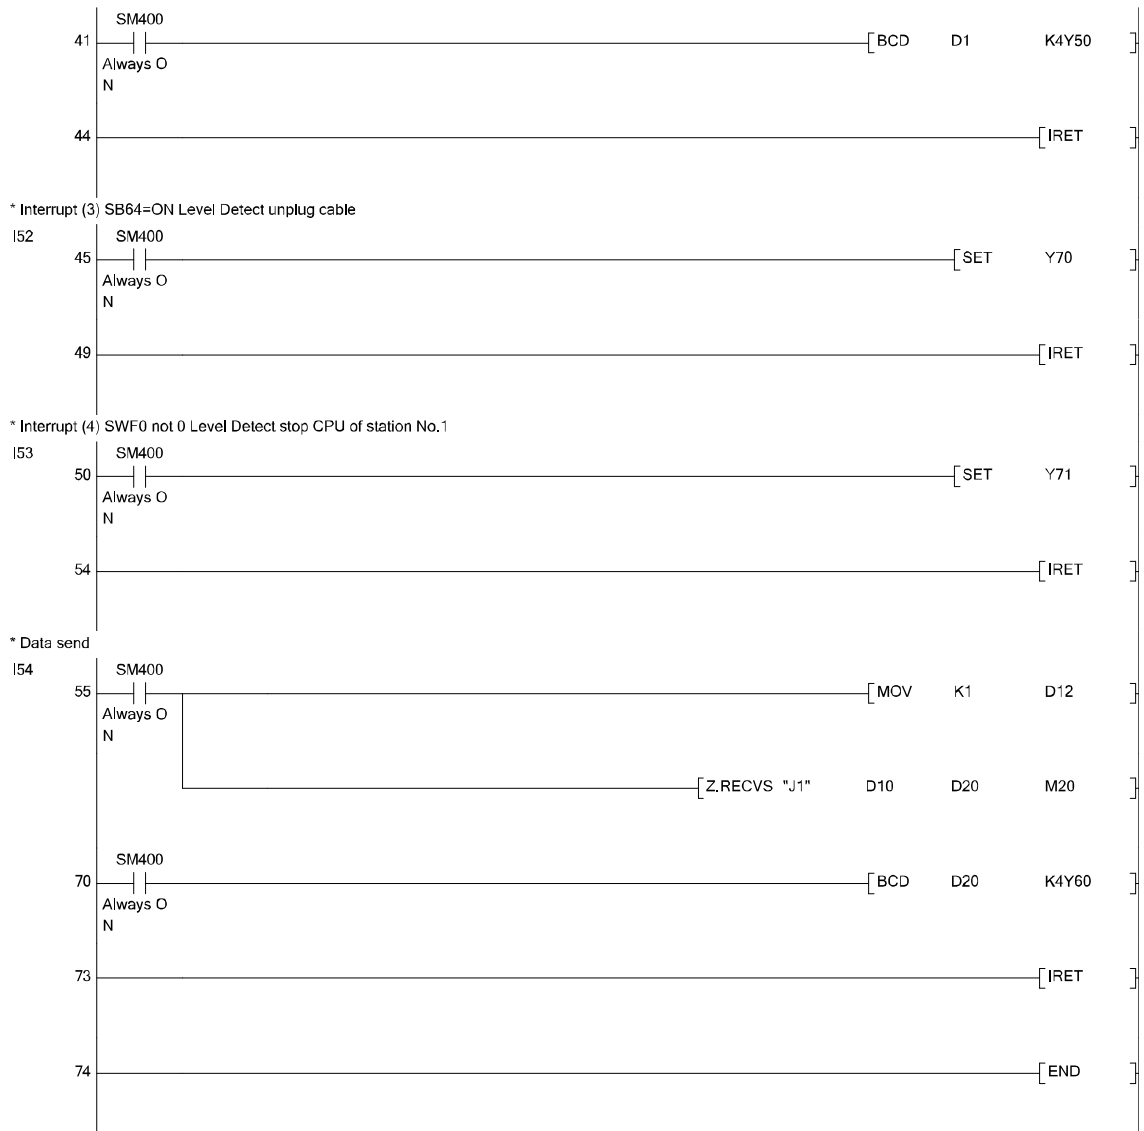 SM400
41 BCD D1 K4Y50
Always O
N
44 IRET
* Interrupt (3) SB64=ON Level Detect unplug cable
I52 SM400
45 SET Y70
Always O
N
49 IRET
* Interrupt (4) SWF0 not 0 Level Detect stop CPU of station No.1
I53 SM400
50 SET Y71
Always O
N
54 IRET
* Data send
I54 SM400
55 MOV K1 D12
Always O
N
Z.RECVS "J1" D10 D20 M20
SM400
70 BCD D20 K4Y60
Always O
N
73 IRET
74 END